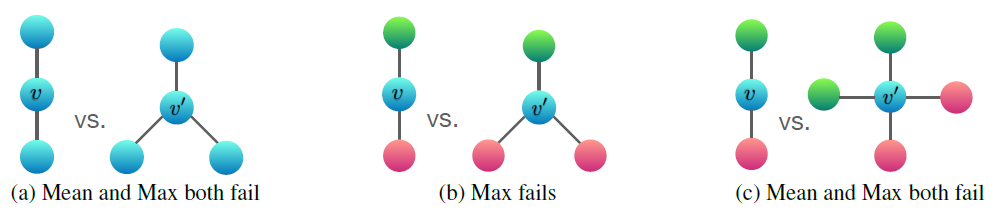 v
vs.
v′
(a) Mean and Max both fail
v
vs.
v′
(b) Max fails
v
vs.
v′
(c) Mean and Max both fail